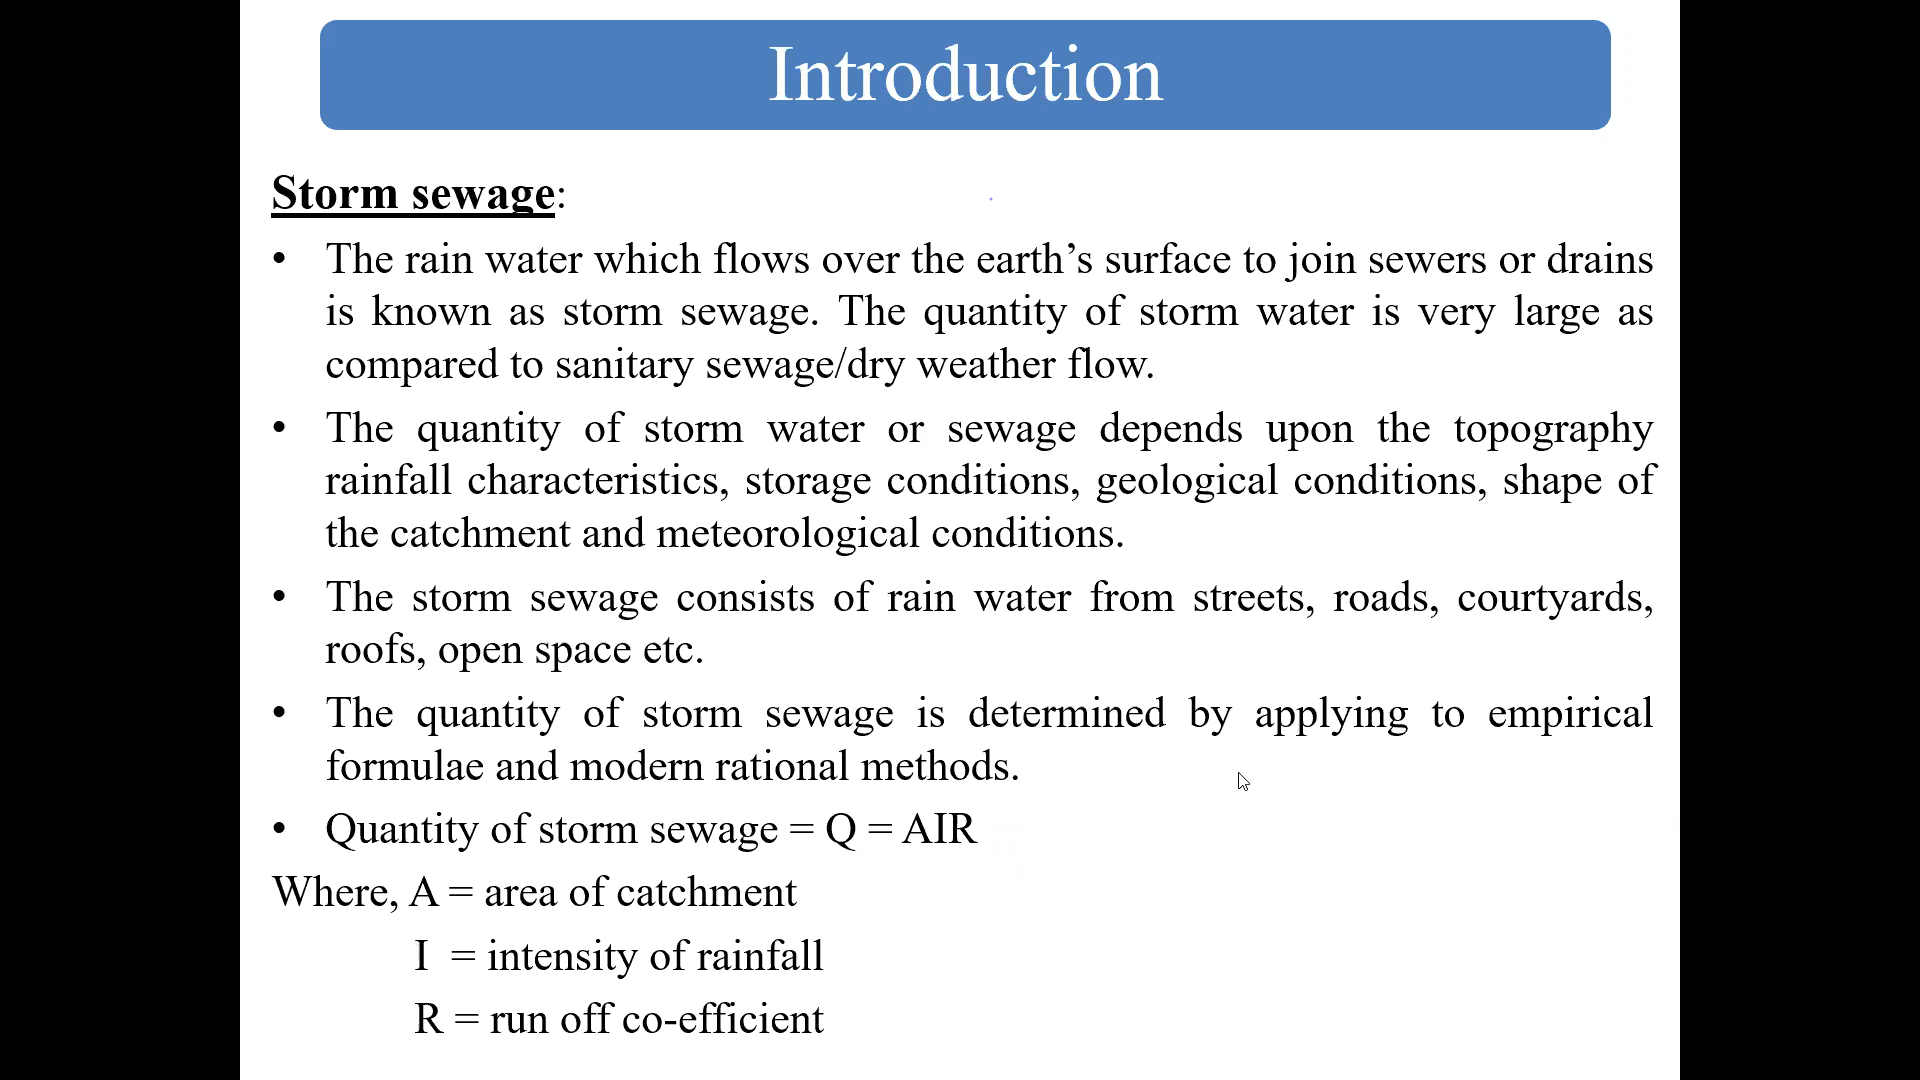 Introduction
Storm sewage:
• The rain water which flows over the earth’s surface to join sewers or drains
is known as storm sewage. The quantity of storm water is very large as
compared to sanitary sewage/dry weather flow.
• The quantity of storm water or sewage depends upon the topography
rainfall characteristics, storage conditions, geological conditions, shape of
the catchment and meteorological conditions.
• The storm sewage consists of rain water from streets, roads, courtyards,
roofs, open space etc.
• The quantity of storm sewage is determined by applying to empirical
formulae and modern rational methods.
• Quantity of storm sewage = Q = AIR
Where, A = area of catchment
I = intensity of rainfall
R = run off co-efficient